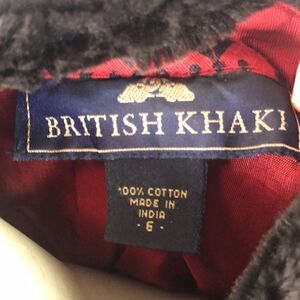 BRITISH KHAKI
100% COTTON
MADE IN
INDIA
- 6 -